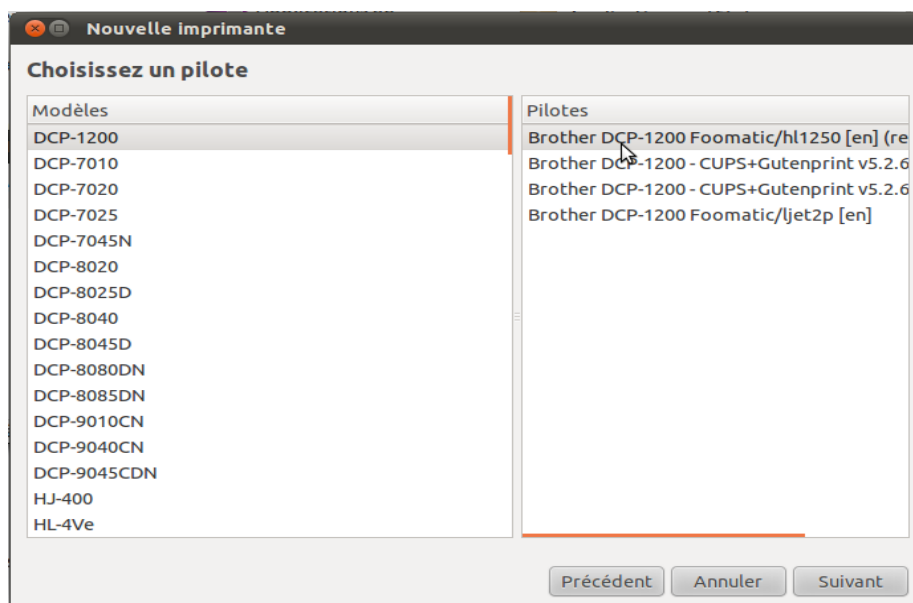 Nouvelle imprimante
Choisissez un pilote
Modèles
DCP-1200
DCP-7010
DCP-7020
DCP-7025
DCP-7045N
DCP-8020
DCP-8025D
DCP-8040
DCP-8045D
DCP-8080DN
DCP-8085DN
DCP-9010CN
DCP-9040CN
DCP-9045CDN
HJ-400
HL-4Ve
Pilotes
Brother DCP-1200 Foomatic/hl1250 [en] (re
Brother DCP-1200 - CUPS+Gutenprint v5.2.6
Brother DCP-1200 - CUPS+Gutenprint v5.2.6
Brother DCP-1200 Foomatic/ljet2p [en]
Précédent
Annuler
Suivant